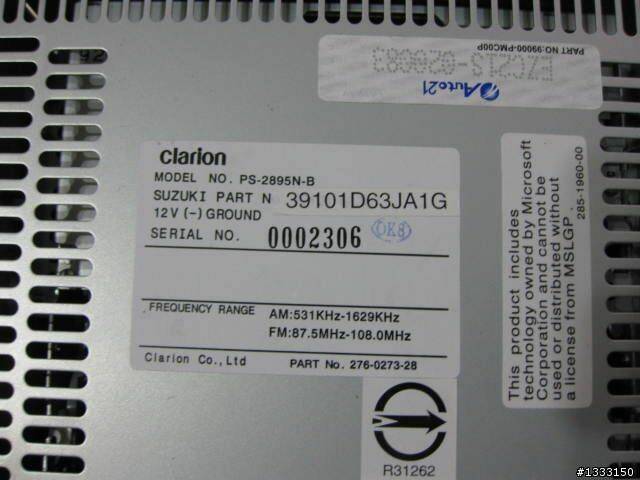 PART NO:99000-PMC00P
EZC21S-020083
Auto21
clarion
MODEL NO. PS-2895N-B
SUZUKI PART N 39101D63JA1G
12V (-) GROUND
SERIAL NO. 0002306 OK8
FREQUENCY RANGE AM:531KHz-1629KHz
FM:87.5MHz-108.0MHz
Clarion Co., Ltd PART No. 276-0273-28
This product includes
technology owned by Microsoft
Corporation and cannot be
used or distributed without
a license from MSLGP.
285-1960-00
R31262
#1333150